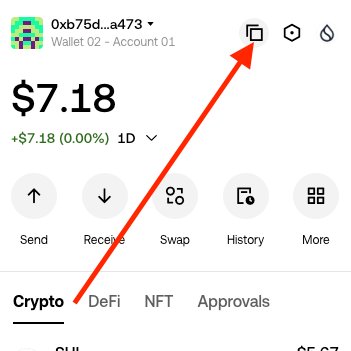 0xb75d...a473
Wallet 02 - Account 01
$7.18
+$7.18 (0.00%) 1D
Send Receive Swap History More
Crypto DeFi NFT Approvals